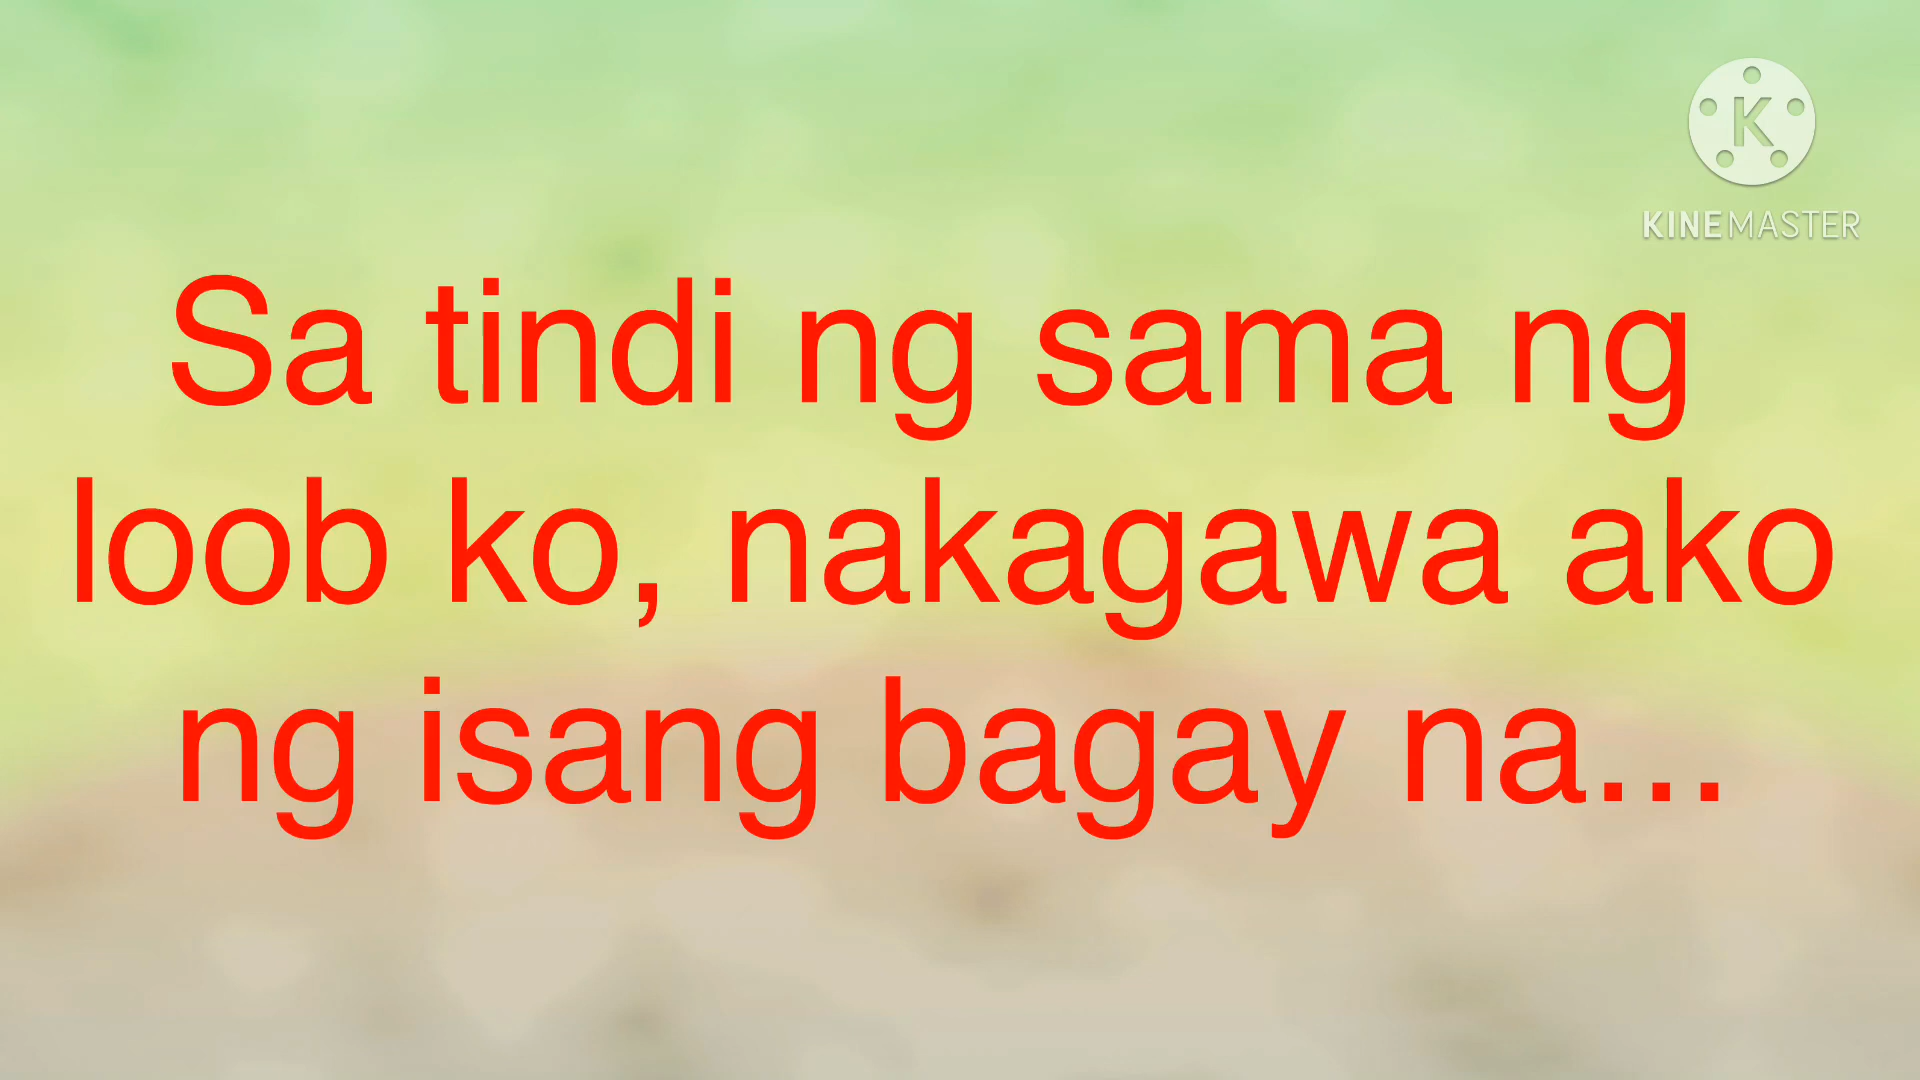 K
KINEMASTER
Sa tindi ng sama ng
loob ko, nakagawa ako
ng isang bagay na...